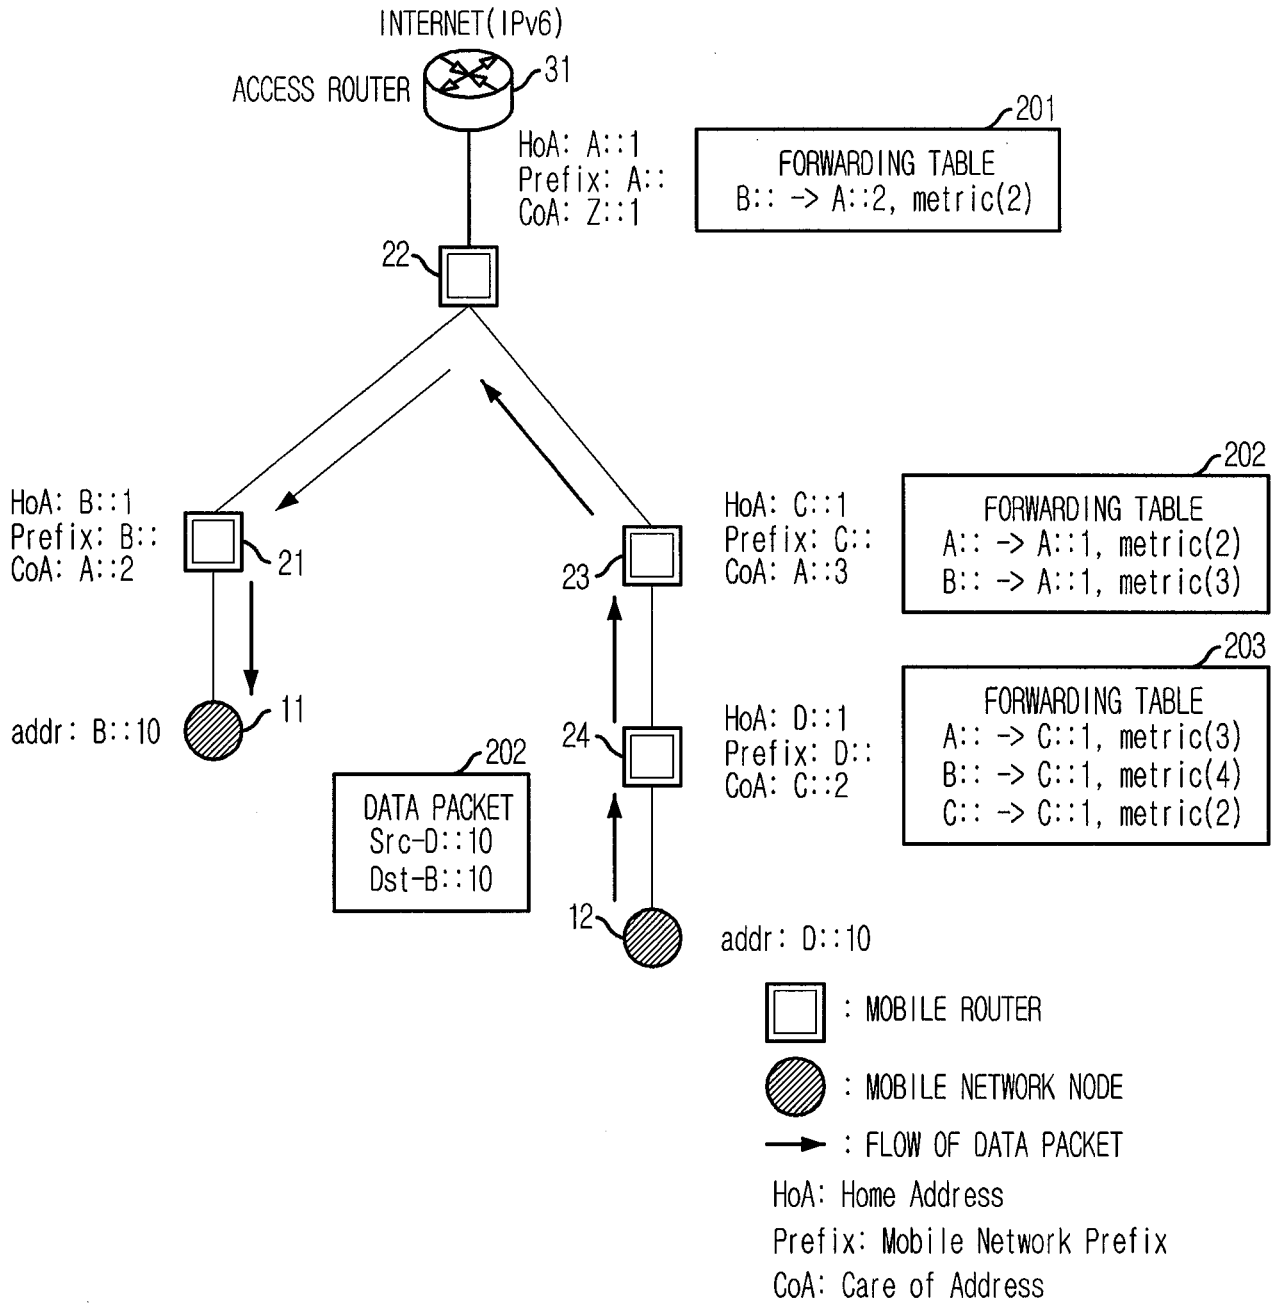 INTERNET(IPv6)
ACCESS ROUTER
31
HoA: A::1
Prefix: A::
CoA: Z::1
201
FORWARDING TABLE
B:: -> A::2, metric(2)
22
HoA: B::1
Prefix: B::
CoA: A::2
21
23
HoA: C::1
Prefix: C::
CoA: A::3
202
FORWARDING TABLE
A:: -> A::1, metric(2)
B:: -> A::1, metric(3)
addr: B::10
11
24
HoA: D::1
Prefix: D::
CoA: C::2
203
FORWARDING TABLE
A:: -> C::1, metric(3)
B:: -> C::1, metric(4)
C:: -> C::1, metric(2)
202
DATA PACKET
Src-D::10
Dst-B::10
12
addr: D::10
: MOBILE ROUTER
: MOBILE NETWORK NODE
: FLOW OF DATA PACKET
HoA: Home Address
Prefix: Mobile Network Prefix
CoA: Care of Address